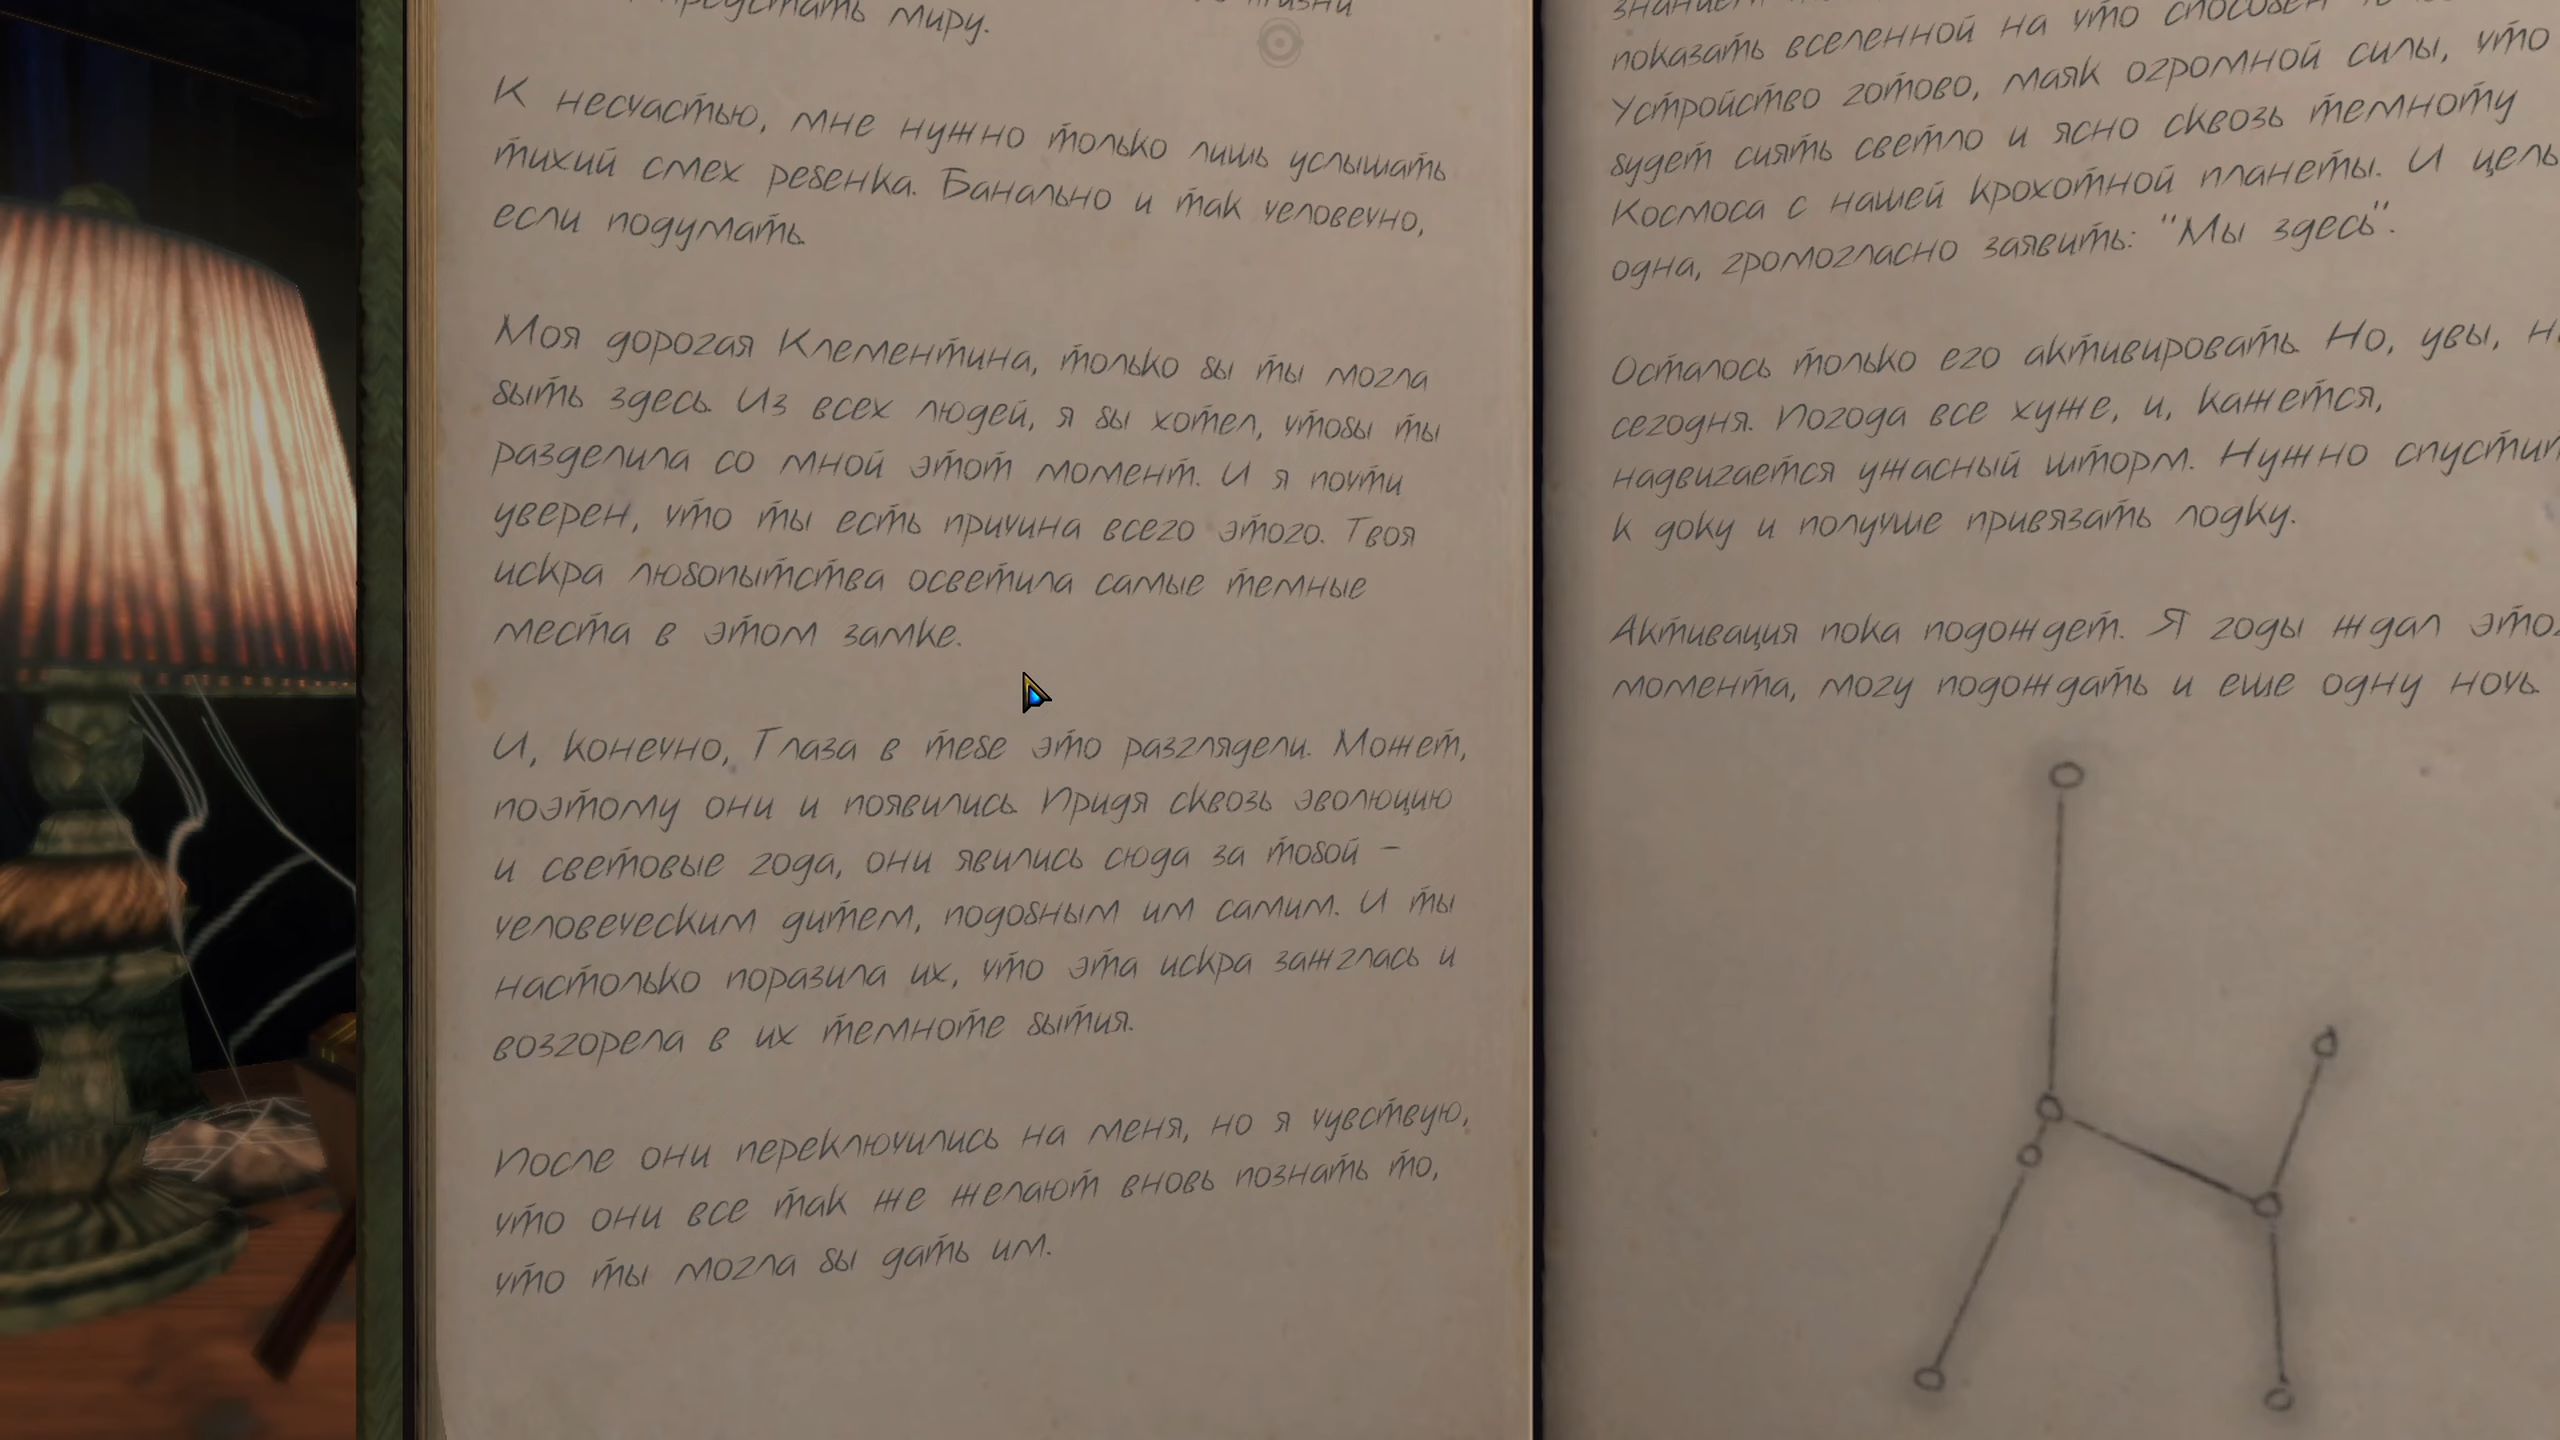 предстать миру.
К несчастью, мне нужно только лишь услышать
тихий смех ребенка. Банально и так человечно,
если подумать.
Моя дорогая Клементина, только бы ты могла
быть здесь. Из всех людей, я бы хотел, чтобы ты
разделила со мной этот момент. И я почти
уверен, что ты есть причина всего этого. Твоя
искра любопытства осветила самые темные
места в этом замке.
И, конечно, Глаза в тебе это разглядели. Может,
поэтому они и появились. Придя сквозь эволюцию
и световые года, они явились сюда за тобой –
человеческим дитем, подобным им самим. И ты
настолько поразила их, что эта искра зажглась и
возгорела в их темноте бытия.
После они переключились на меня, но я чувствую,
что они все так же желают вновь познать то,
что ты могла бы дать им.
показать вселенной на что способен
Устройство готово, маяк огромной силы, что
будет сиять светло и ясно сквозь темноту
Космоса с нашей крохотной планеты. И цель
одна, громогласно заявить: "Мы здесь".
Осталось только его активировать. Но, увы,
сегодня. Погода все хуже, и, кажется,
надвигается ужасный шторм. Нужно
к доку и получше привязать лодку.
Активация пока подождет. Я годы ждал
момента, могу подождать и еще одну ночь.